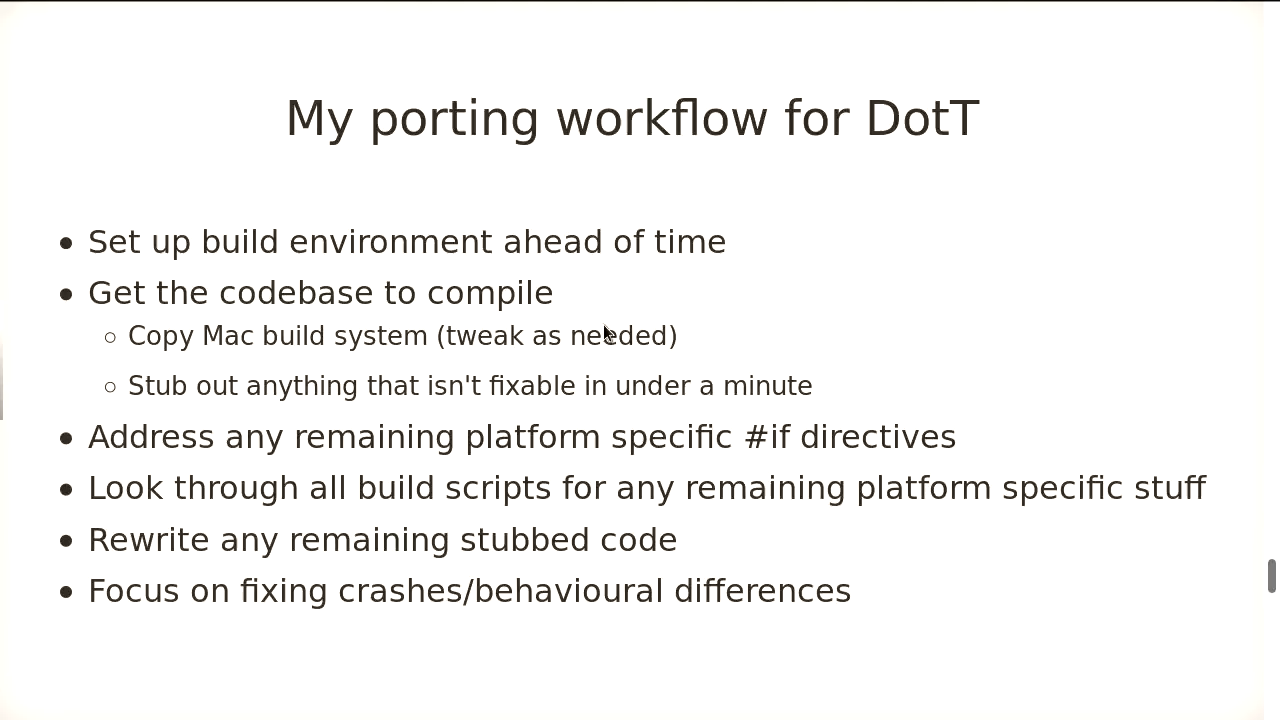 My porting workflow for DotT
• Set up build environment ahead of time
• Get the codebase to compile
○ Copy Mac build system (tweak as needed)
○ Stub out anything that isn't fixable in under a minute
• Address any remaining platform specific #if directives
• Look through all build scripts for any remaining platform specific stuff
• Rewrite any remaining stubbed code
• Focus on fixing crashes/behavioural differences